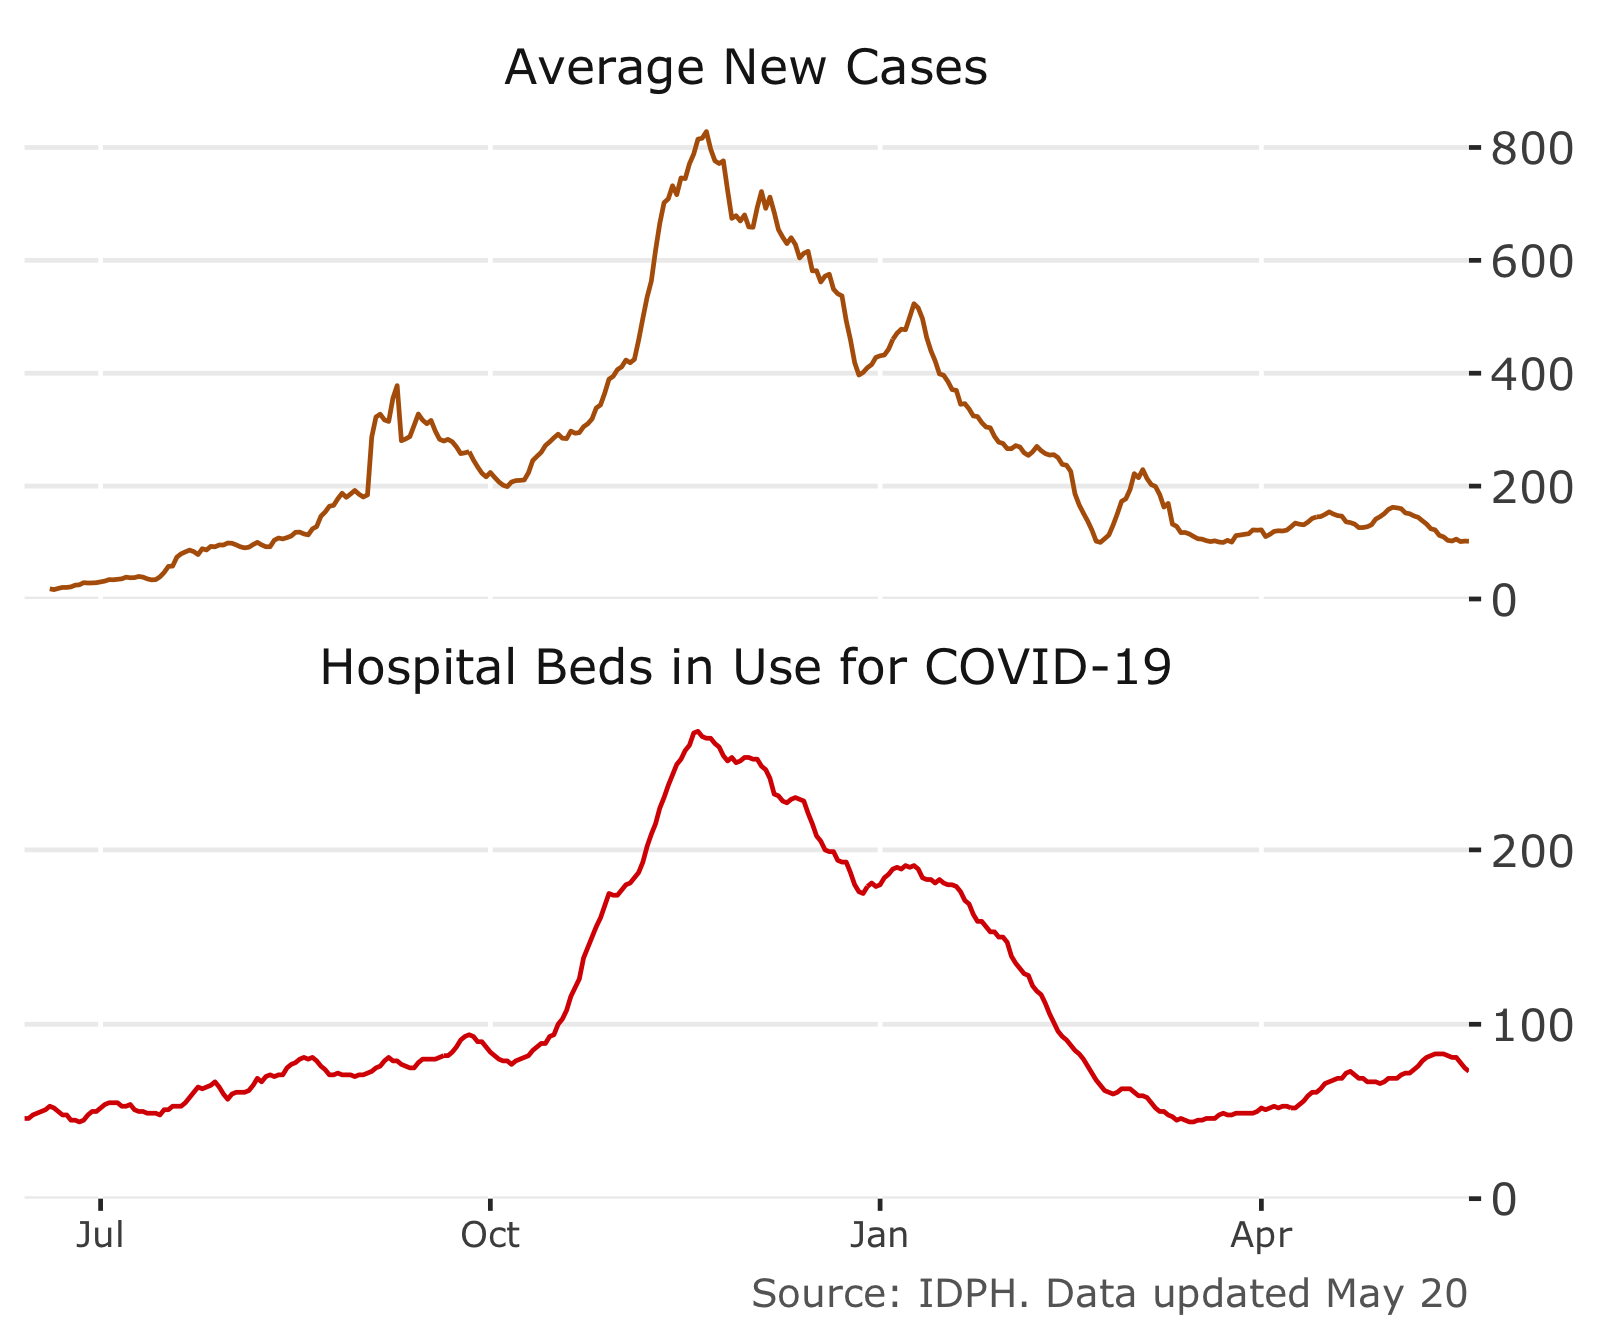 Average New Cases
800
600
400
200
0
Hospital Beds in Use for COVID-19
200
100
0
Jul Oct Jan Apr
Source: IDPH. Data updated May 20